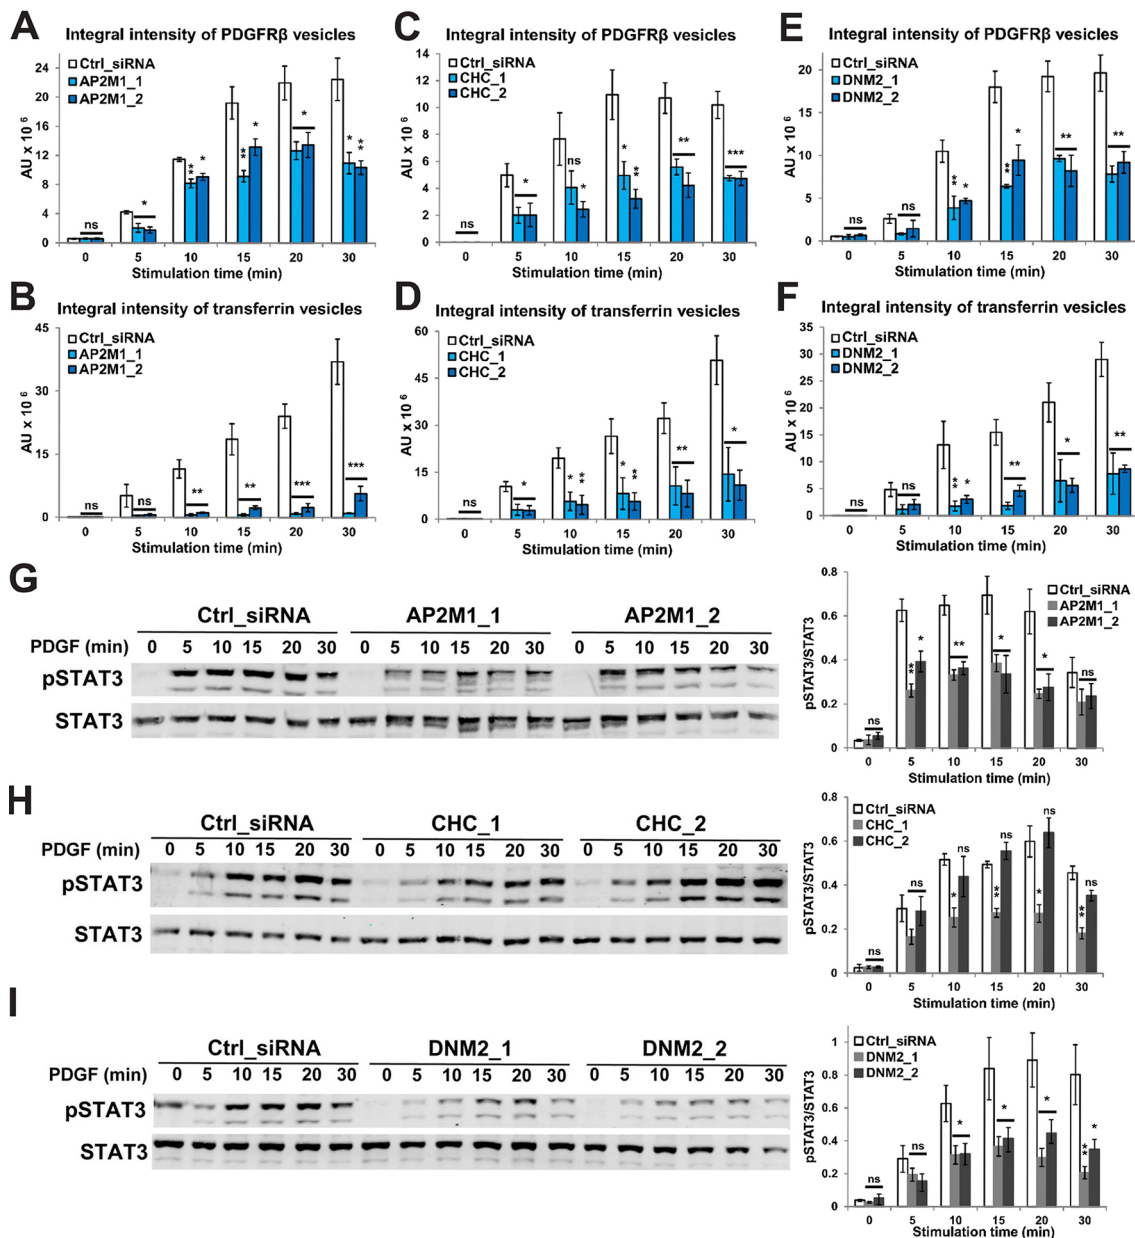 A
Integral intensity of PDGFRβ vesicles
AU x 10 6
24
20
16
12
8
4
0
Ctrl_siRNA
AP2M1_1
AP2M1_2
ns
*
** *
** *
*
* **
0 5 10 15 20 30
Stimulation time (min)
C
Integral intensity of PDGFRβ vesicles
AU x 10 6
14
12
10
8
6
4
2
0
Ctrl_siRNA
CHC_1
CHC_2
ns
*
ns *
* **
**
***
0 5 10 15 20 30
Stimulation time (min)
E
Integral intensity of PDGFRβ vesicles
AU x 10 6
20
15
10
5
0
Ctrl_siRNA
DNM2_1
DNM2_2
ns
ns
** *
** *
**
**
0 5 10 15 20 30
Stimulation time (min)
B
Integral intensity of transferrin vesicles
AU x 10 6
45
30
15
0
Ctrl_siRNA
AP2M1_1
AP2M1_2
ns
ns
**
**
***
***
0 5 10 15 20 30
Stimulation time (min)
D
Integral intensity of transferrin vesicles
AU x 10 6
60
45
30
15
0
Ctrl_siRNA
CHC_1
CHC_2
ns
*
* **
* **
**
*
0 5 10 15 20 30
Stimulation time (min)
F
Integral intensity of transferrin vesicles
AU x 10 6
35
30
25
20
15
10
5
0
Ctrl_siRNA
DNM2_1
DNM2_2
ns
ns
** *
**
*
**
0 5 10 15 20 30
Stimulation time (min)
G
Ctrl_siRNA AP2M1_1 AP2M1_2
PDGF (min) 0 5 10 15 20 30 0 5 10 15 20 30 0 5 10 15 20 30
pSTAT3
STAT3
pSTAT3/STAT3
0.8
0.6
0.4
0.2
0
Ctrl_siRNA
AP2M1_1
AP2M1_2
ns
** *
**
*
*
ns
0 5 10 15 20 30
Stimulation time (min)
H
Ctrl_siRNA CHC_1 CHC_2
PDGF (min) 0 5 10 15 20 30 0 5 10 15 20 30 0 5 10 15 20 30
pSTAT3
STAT3
pSTAT3/STAT3
0.8
0.6
0.4
0.2
0
Ctrl_siRNA
CHC_1
CHC_2
ns
ns
* ns
** ns
* ns
** ns
0 5 10 15 20 30
Stimulation time (min)
I
Ctrl_siRNA DNM2_1 DNM2_2
PDGF (min) 0 5 10 15 20 30 0 5 10 15 20 30 0 5 10 15 20 30
pSTAT3
STAT3
pSTAT3/STAT3
1
0.8
0.6
0.4
0.2
0
Ctrl_siRNA
DNM2_1
DNM2_2
ns
ns
*
*
*
** *
0 5 10 15 20 30
Stimulation time (min)